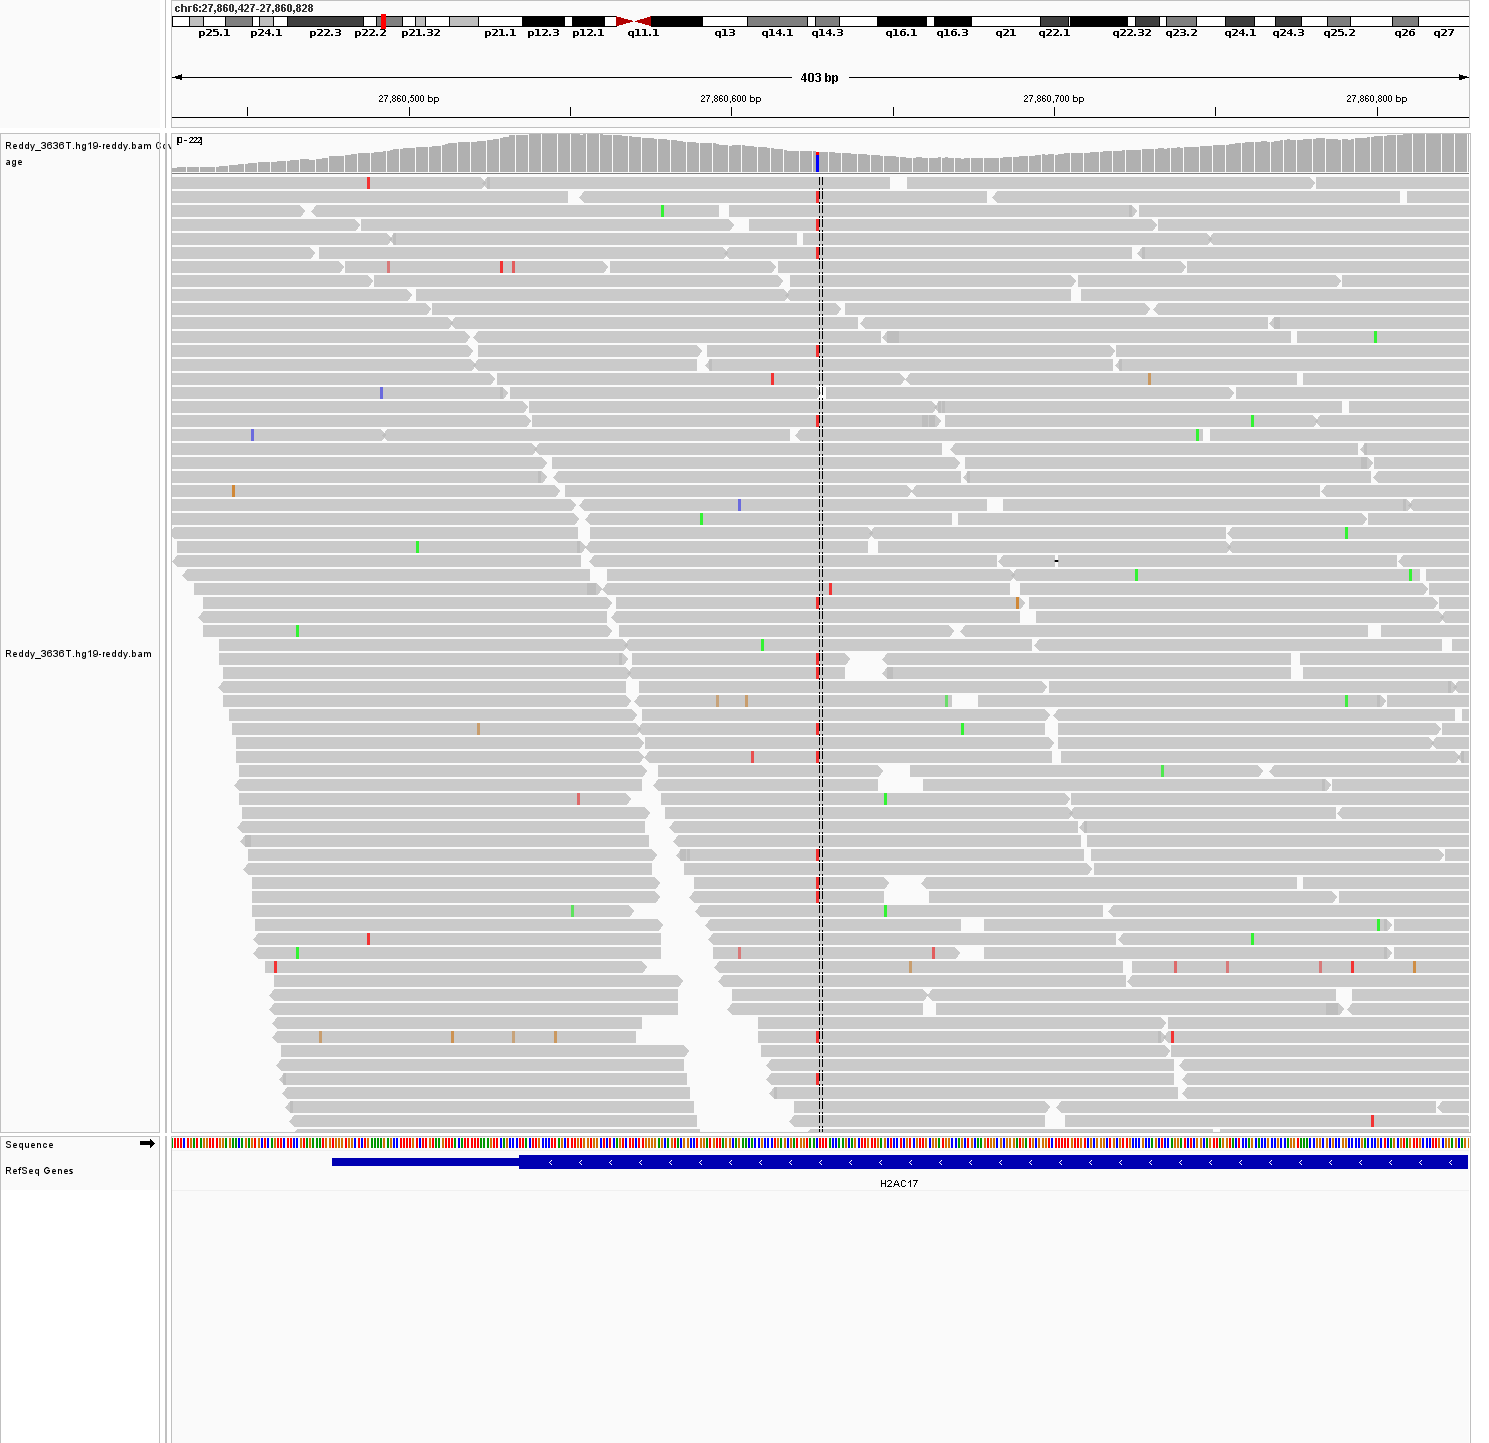 chr6:27,860,427-27,860,828
p25.1 p24.1 p22.3 p22.2 p21.32 p21.1 p12.3 p12.1 q11.1 q13 q14.1 q14.3 q16.1 q16.3 q21 q22.1 q22.32 q23.2 q24.1 q24.3 q25.2 q26 q27
403 bp
27,860,500 bp 27,860,600 bp 27,860,700 bp 27,860,800 bp
[0-222]
Reddy_3636T.hg19-reddy.bam Cov
age
Reddy_3636T.hg19-reddy.bam
Sequence
RefSeq Genes
H2AC17